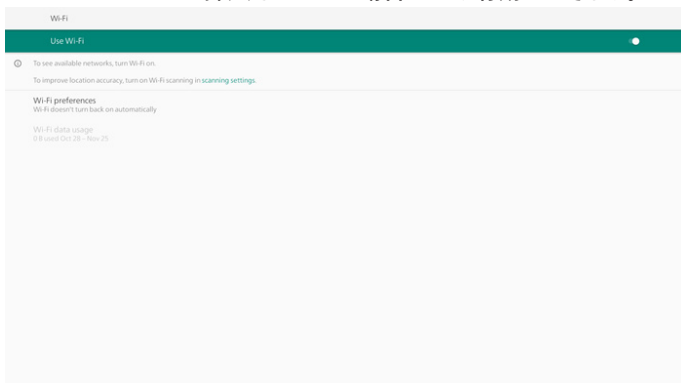 Wi-Fi
Use Wi-Fi
To see available networks, turn Wi-Fi on.
To improve location accuracy, turn on Wi-Fi scanning in scanning settings.
Wi-Fi preferences
Wi-Fi doesn't turn back on automatically
Wi-Fi data usage
0 B used Oct 28 – Nov 25